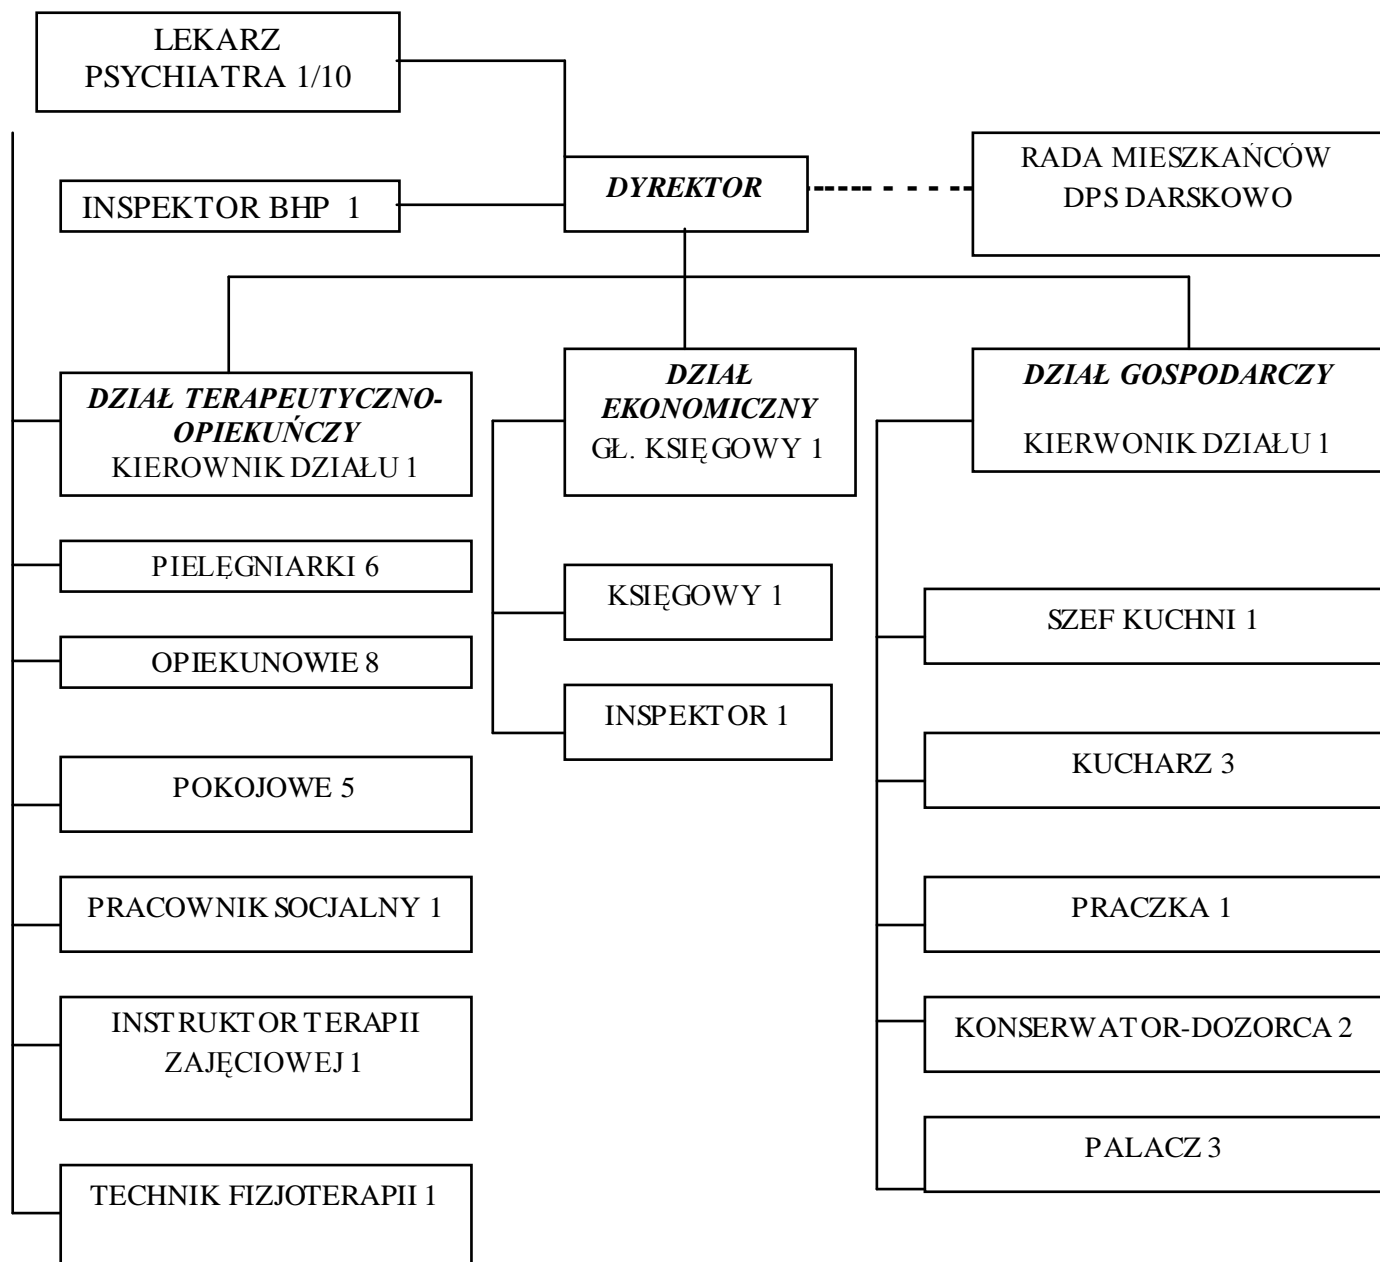 LEKARZ
PSYCHIATRA 1/10
INSPEKTOR BHP 1
DYREKTOR
RADA MIESZKAŃCÓW
DPS DARSKOWO
DZIAŁ TERAPEUTYCZNO-
OPIEKUŃCZY
KIEROWNIK DZIAŁU 1
PIELĘGNIARKI 6
OPIEKUNOWIE 8
POKOJOWE 5
PRACOWNIK SOCJALNY 1
INSTRUKTOR TERAPII
ZAJĘCIOWEJ 1
TECHNIK FIZJOTERAPII 1
DZIAŁ
EKONOMICZNY
GŁ. KSIĘGOWY 1
KSIĘGOWY 1
INSPEKTOR 1
DZIAŁ GOSPODARCZY
KIERWONIK DZIAŁU 1
SZEF KUCHNI 1
KUCHARZ 3
PRACZKA 1
KONSERWATOR-DOZORCA 2
PALACZ 3